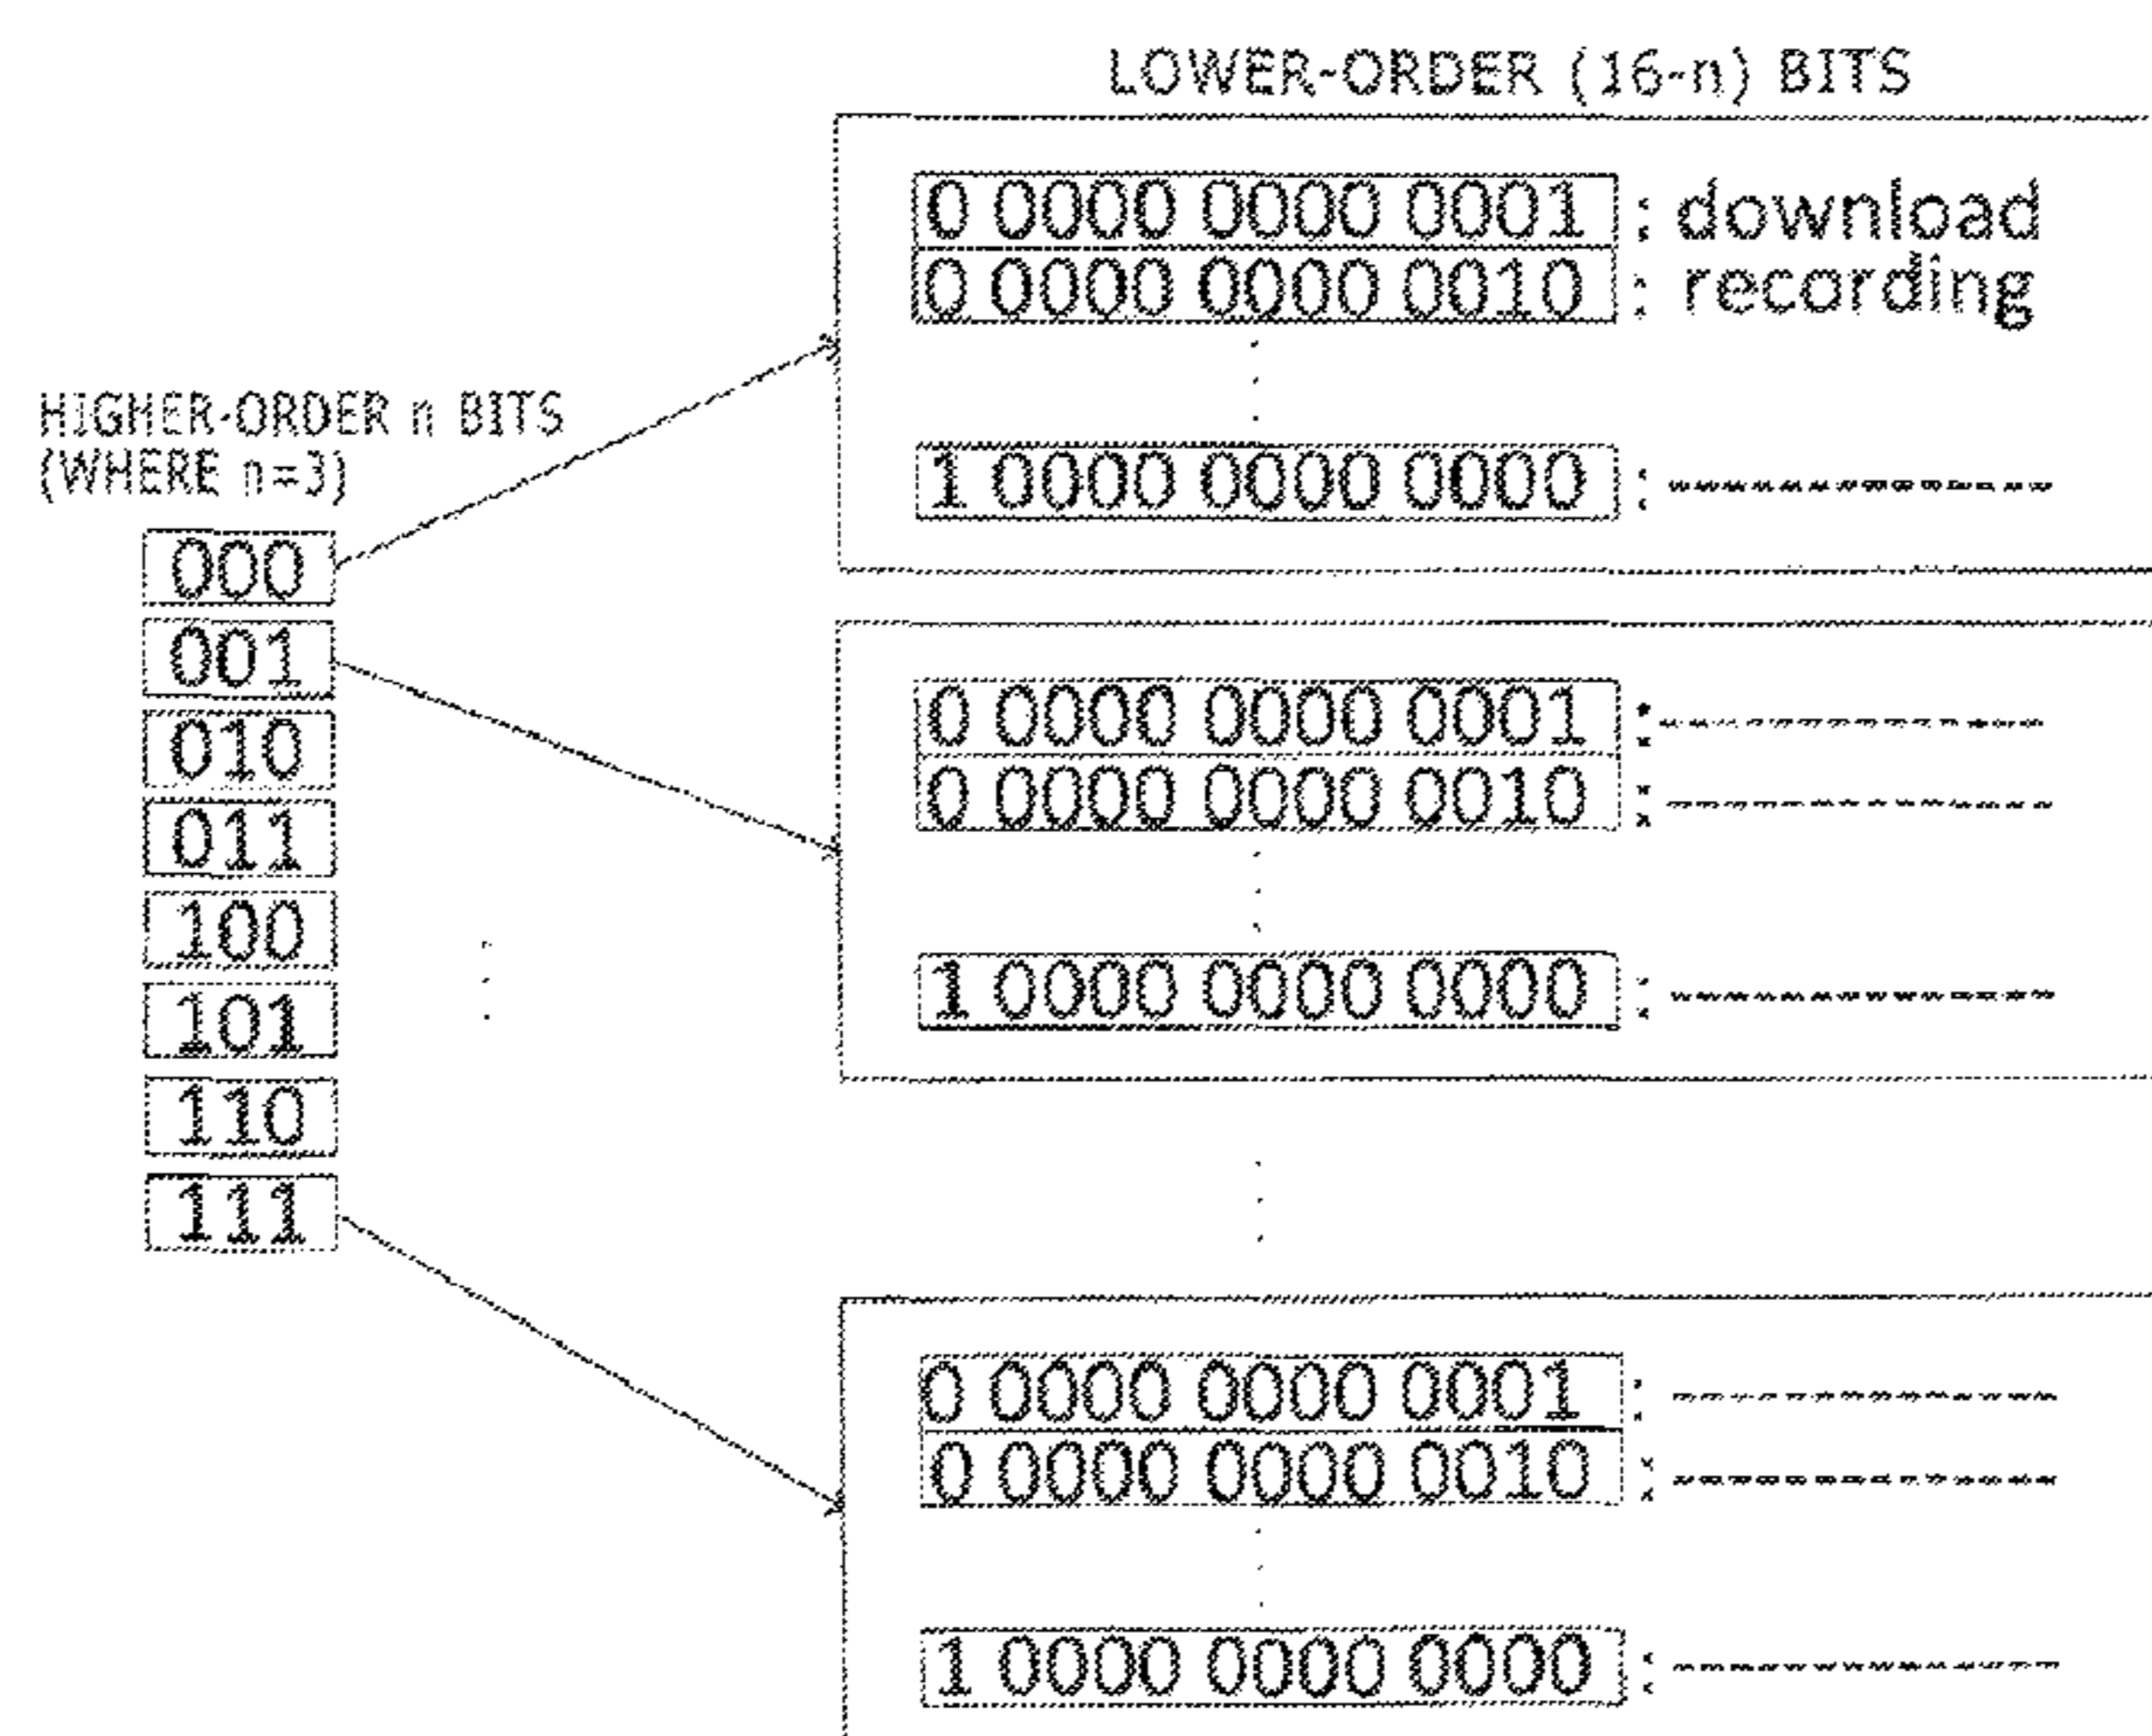 LOWER-ORDER (16-n) BITS
0 0000 0000 0001 : download
0 0000 0000 0010 : recording
1 0000 0000 0000 : -------------
HIGHER-ORDER n BITS
(WHERE n=3)
000
001
010
011
100
101
110
111
0 0000 0000 0001 : -------------
0 0000 0000 0010 : -------------
1 0000 0000 0000 : -------------
0 0000 0000 0001 : -------------
0 0000 0000 0010 : -------------
1 0000 0000 0000 : -------------